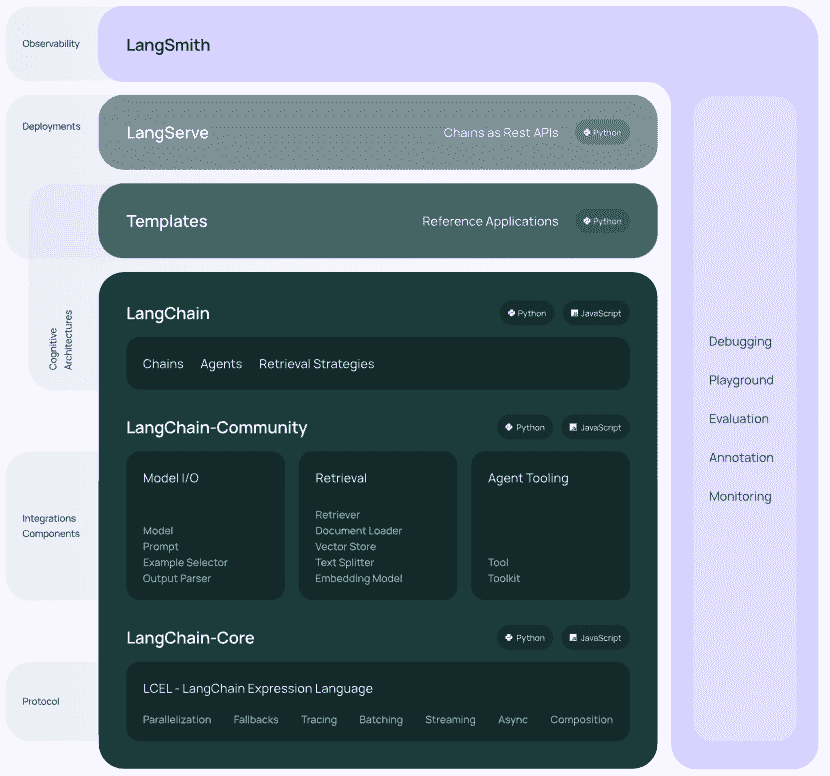 Observability
LangSmith
Deployments
LangServe
Chains as Rest APIs
Python
Templates
Reference Applications
Python
Cognitive
Architectures
LangChain
Python
JavaScript
Chains Agents Retrieval Strategies
LangChain-Community
Python
JavaScript
Integrations
Components
Model I/O
Model
Prompt
Example Selector
Output Parser
Retrieval
Retriever
Document Loader
Vector Store
Text Splitter
Embedding Model
Agent Tooling
Tool
Toolkit
LangChain-Core
Python
JavaScript
Protocol
LCEL - LangChain Expression Language
Parallelization Fallbacks Tracing Batching Streaming Async Composition
Debugging
Playground
Evaluation
Annotation
Monitoring